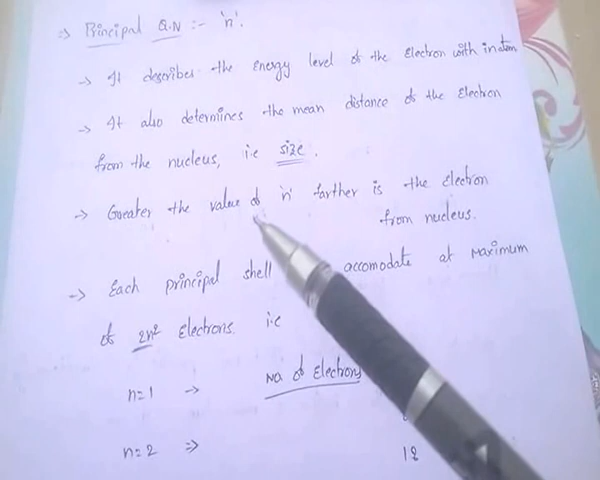 => Principal Q.N :- 'n'.
→ It describes the energy level of the Electron with in atom
→ It also determines the mean distance of the Electron
from the nucleus, i.e size.
→ Greater the value of 'n' farther is the Electron
from nucleus.
→ Each principal shell accomodate at Maximum
of 2n² Electrons. i.e
No. of Electrons
n=1 →
n=2 => 12